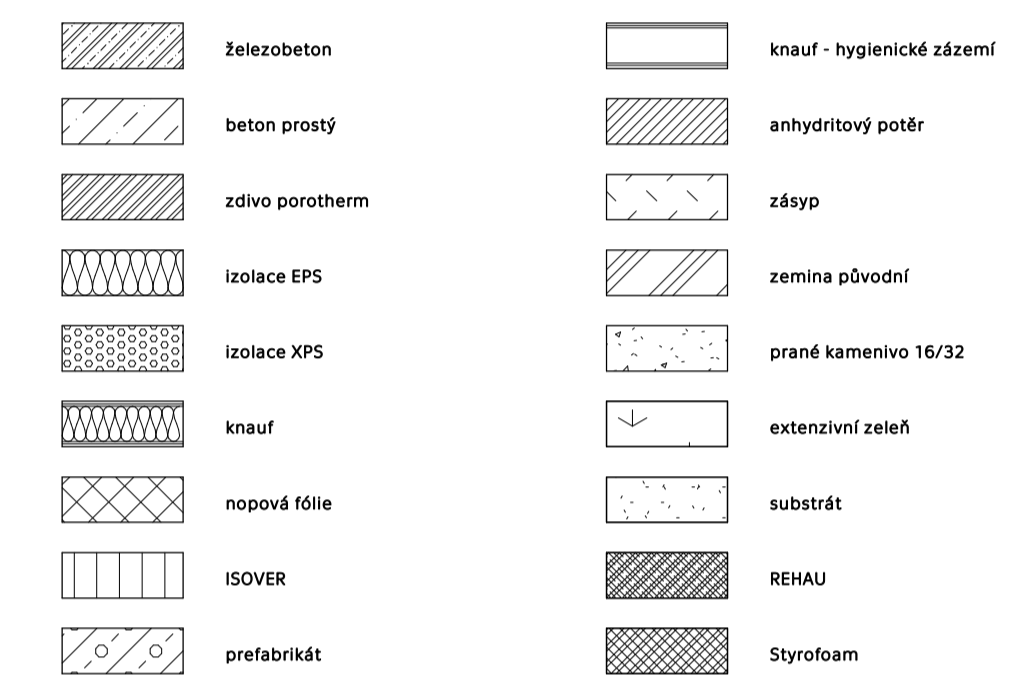 železobeton
beton prostý
zdivo porotherm
izolace EPS
izolace XPS
knauf
nopová fólie
ISOVER
prefabrikát
knauf - hygienické zázemí
anhydritový potěr
zásyp
zemina původní
prané kamenivo 16/32
extenzivní zeleň
substrát
REHAU
Styrofoam